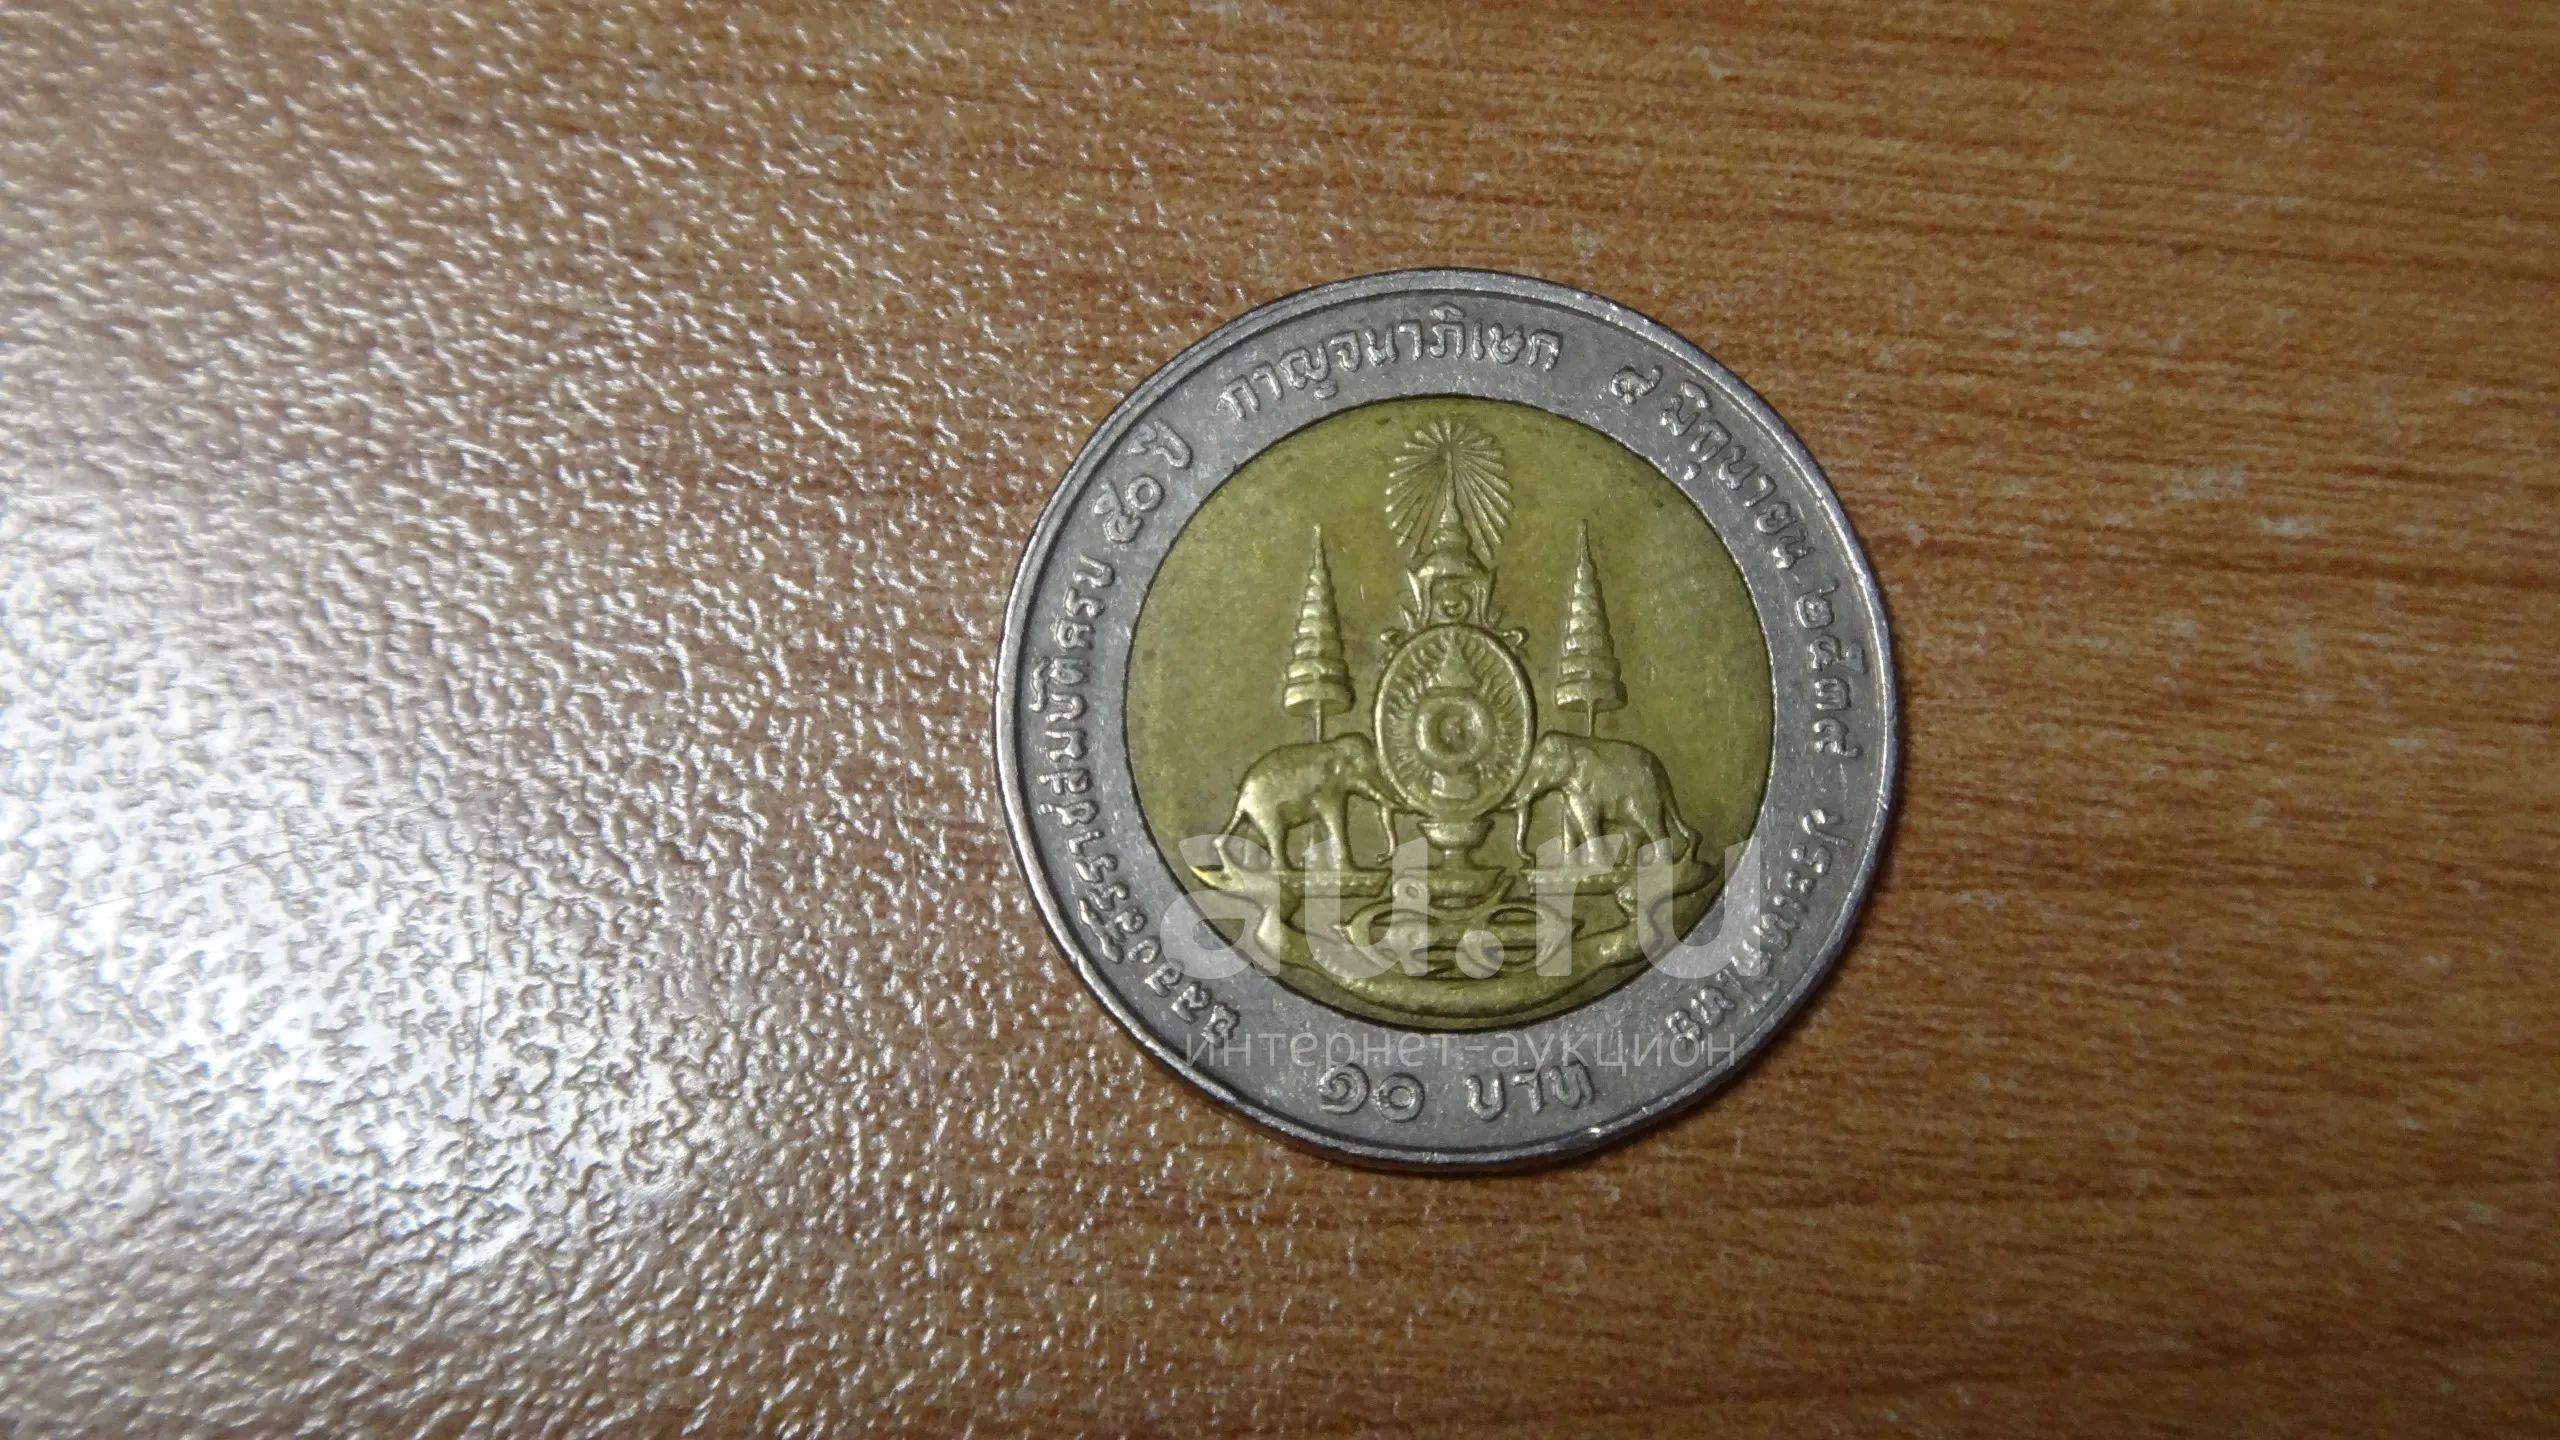 ฉลองสิริราชสมบัติครบ ๕๐ ปี กาญจนาภิเษก ๙ มิถุนายน ๒๕๓๙ ประเทศไทย
๑๐ บาท
au.ru
интернет-аукцион